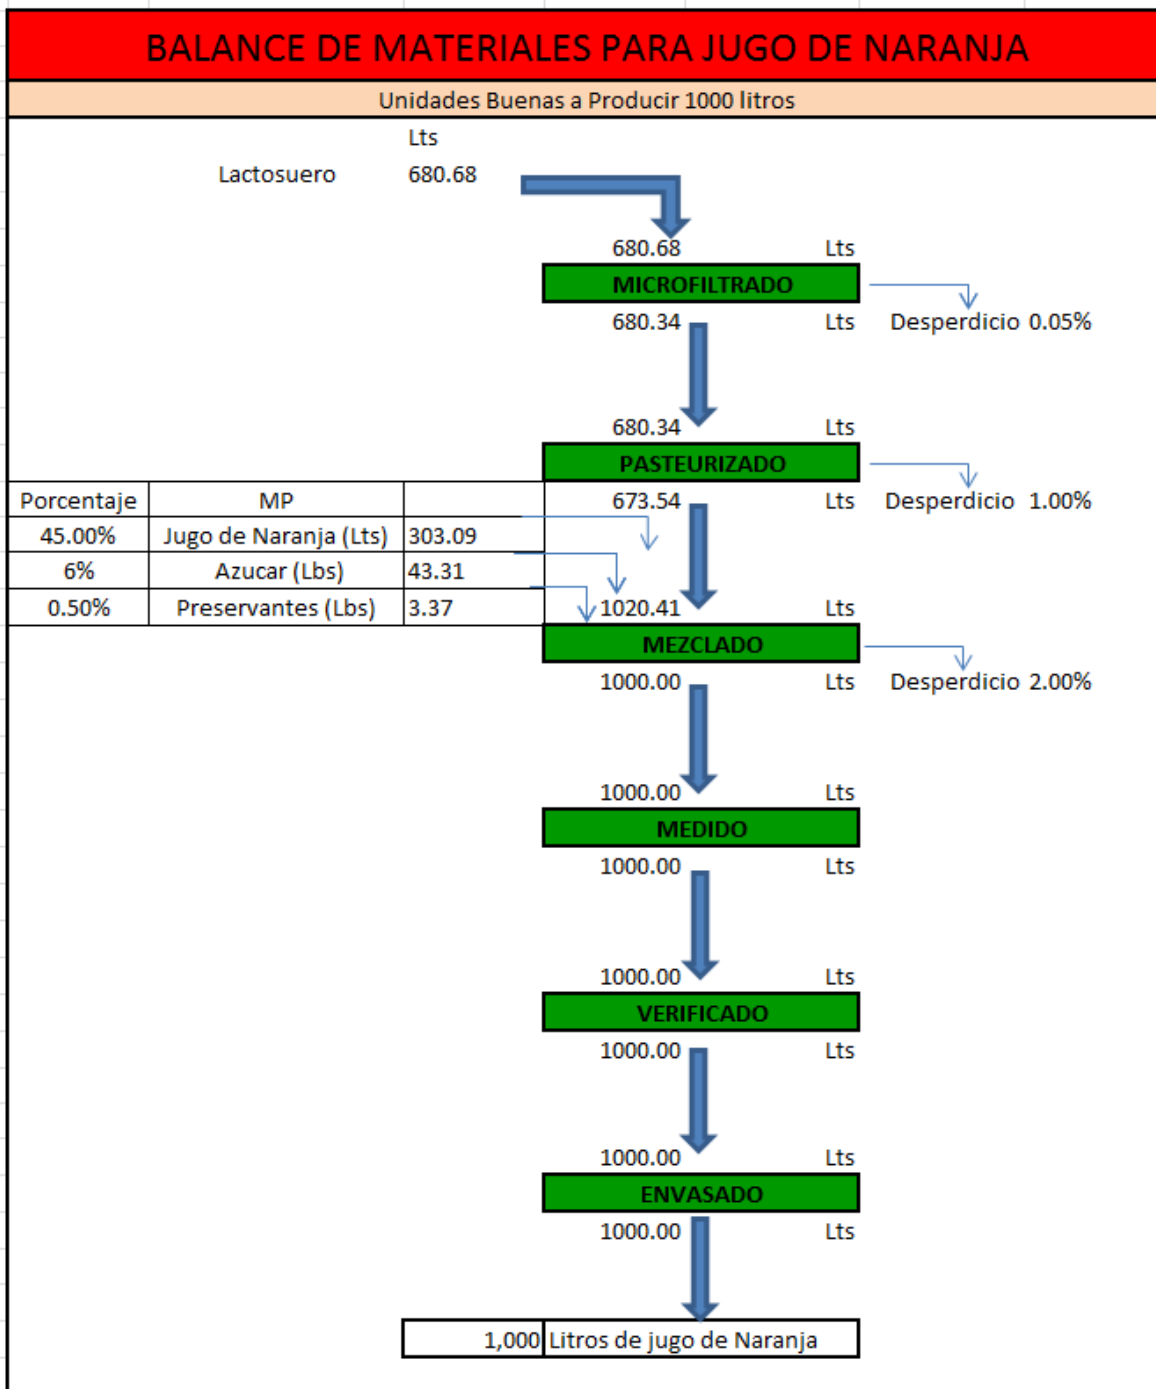 BALANCE DE MATERIALES PARA JUGO DE NARANJA
Unidades Buenas a Producir 1000 litros
Lts
Lactosuero 680.68
680.68 Lts
MICROFILTRADO
680.34 Lts Desperdicio 0.05%
680.34 Lts
PASTEURIZADO
Porcentaje MP 673.54 Lts Desperdicio 1.00%
45.00% Jugo de Naranja (Lts) 303.09
6% Azucar (Lbs) 43.31
0.50% Preservantes (Lbs) 3.37 1020.41 Lts
MEZCLADO
1000.00 Lts Desperdicio 2.00%
1000.00 Lts
MEDIDO
1000.00 Lts
1000.00 Lts
VERIFICADO
1000.00 Lts
1000.00 Lts
ENVASADO
1000.00 Lts
1,000 Litros de jugo de Naranja